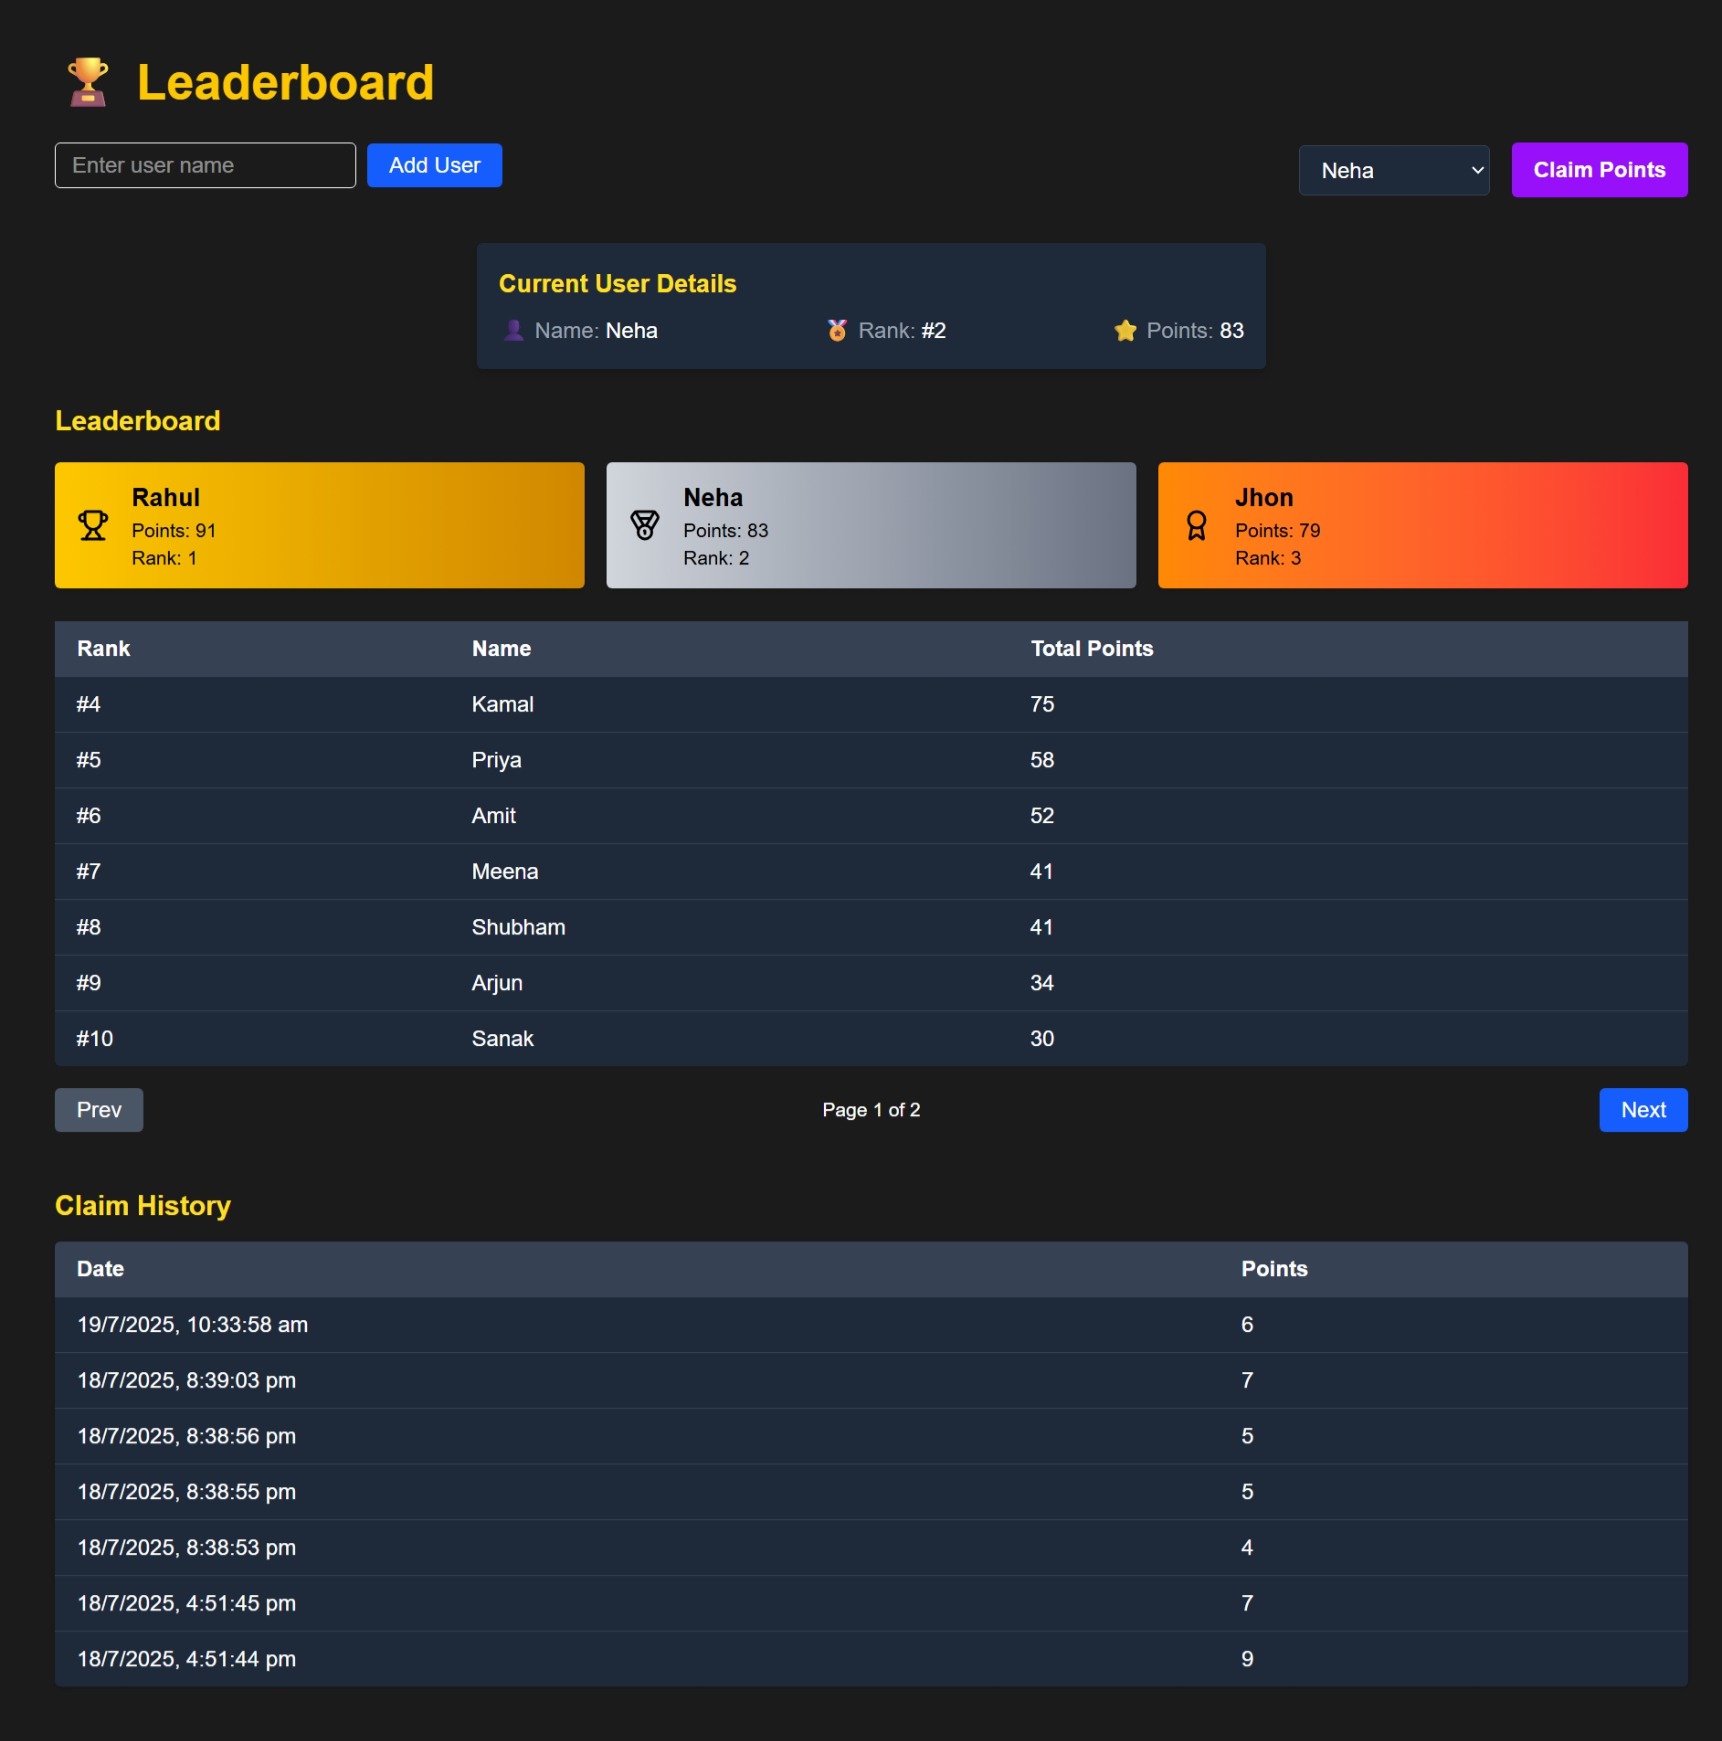 Leaderboard
Enter user name Add User Neha Claim Points
Current User Details
Name: Neha Rank: #2 Points: 83
Leaderboard
Rahul
Points: 91
Rank: 1
Neha
Points: 83
Rank: 2
Jhon
Points: 79
Rank: 3
Rank Name Total Points
#4 Kamal 75
#5 Priya 58
#6 Amit 52
#7 Meena 41
#8 Shubham 41
#9 Arjun 34
#10 Sanak 30
Prev Page 1 of 2 Next
Claim History
Date Points
19/7/2025, 10:33:58 am 6
18/7/2025, 8:39:03 pm 7
18/7/2025, 8:38:56 pm 5
18/7/2025, 8:38:55 pm 5
18/7/2025, 8:38:53 pm 4
18/7/2025, 4:51:45 pm 7
18/7/2025, 4:51:44 pm 9